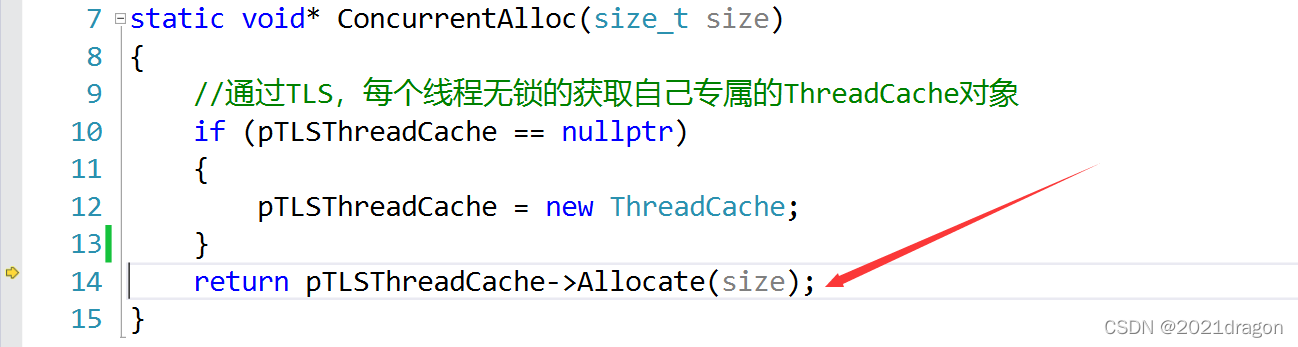 7 static void* ConcurrentAlloc(size_t size)
8 {
9 //通过TLS，每个线程无锁的获取自己专属的ThreadCache对象
10 if (pTLSThreadCache == nullptr)
11 {
12 pTLSThreadCache = new ThreadCache;
13 }
14 return pTLSThreadCache->Allocate(size);
15 }
CSDN @2021dragon